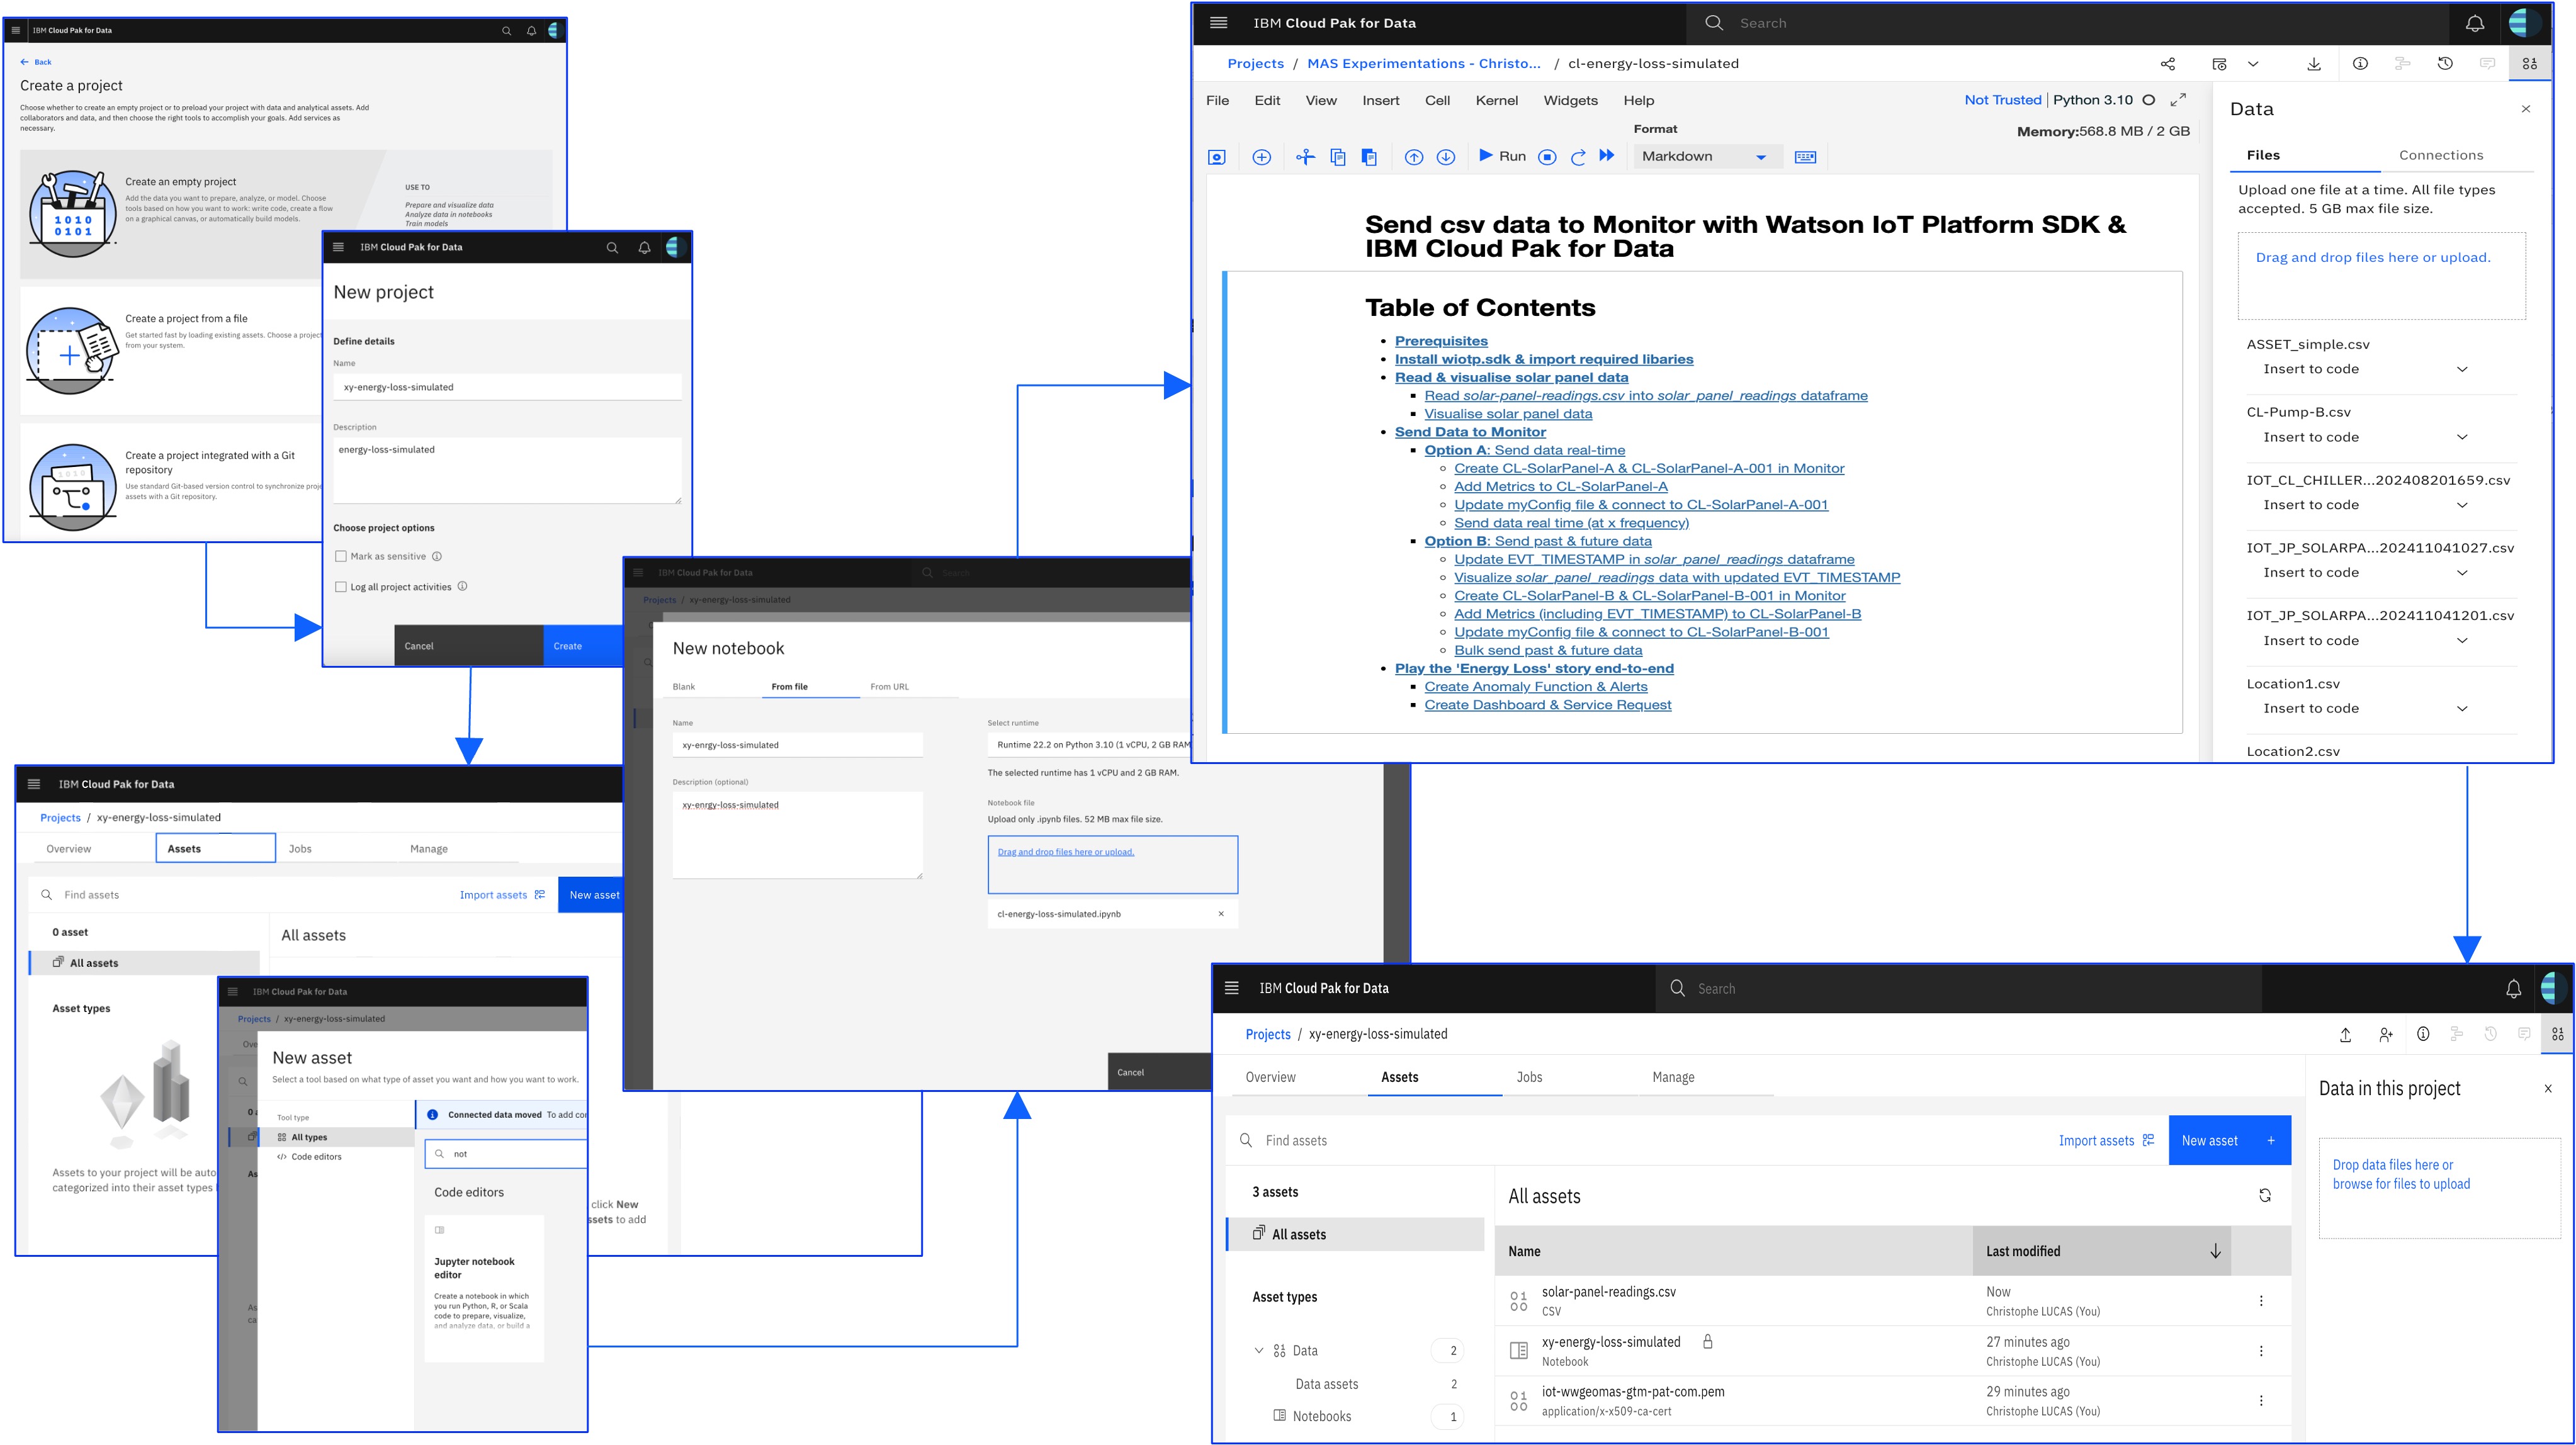 IBM Cloud Pak for Data
Back
Create a project
Choose whether to create an empty project or to preload your project with data and analytical assets. Add
collaborators and data, and then choose the right tools to accomplish your goals. Add services as
necessary.
Create an empty project
Add the data you want to prepare, analyze, or model. Choose
tools based on how you want to work: write code, create a flow
on a graphical canvas, or automatically build models.
USE TO
Prepare and visualize data
Analyze data in notebooks
Train models
1010
0101
Create a project from a file
Get started fast by loading existing assets. Choose a project
from your system.
Create a project integrated with a Git
repository
Use standard Git-based version control to synchronize proje
assets with a Git repository.
IBM Cloud Pak for Data
New project
Define details
Name
xy-energy-loss-simulated
Description
energy-loss-simulated
Choose project options
Mark as sensitive
Log all project activities
Cancel
Create
IBM Cloud Pak for Data
Projects / xy-energy-loss-simulated
Overview
Assets
Jobs
Manage
Find assets
Import assets
New asset
0 asset
All assets
All assets
Asset types
Assets to your project will be auto
categorized into their asset types
click New
ssets to add
IBM Cloud Pak for Data
Projects / xy-energy-loss-simulated
Ove
New asset
Select a tool based on what type of asset you want and how you want to work.
Tool type
All types
Code editors
Connected data moved To add cor
not
Code editors
Jupyter notebook
editor
Create a notebook in which
you run Python, R, or Scala
code to prepare, visualize,
and analyze data, or build a
0
As
As
ca
IBM Cloud Pak for Data
Search
Projects / xy-energy-loss-simulated
New notebook
Blank
From file
From URL
Name
xy-enrgy-loss-simulated
Description (optional)
xy-enrgy-loss-simulated
Select runtime
Runtime 22.2 on Python 3.10 (1 vCPU, 2 GB RAM
The selected runtime has 1 vCPU and 2 GB RAM.
Notebook file
Upload only .ipynb files. 52 MB max file size.
Drag and drop files here or upload.
cl-energy-loss-simulated.ipynb
Cancel
IBM Cloud Pak for Data
Search
Projects / MAS Experimentations - Christo... / cl-energy-loss-simulated
File Edit View Insert Cell Kernel Widgets Help
Not Trusted | Python 3.10
Format
Memory:568.8 MB / 2 GB
Run
Markdown
Send csv data to Monitor with Watson IoT Platform SDK &
IBM Cloud Pak for Data
Table of Contents
Prerequisites
Install wiotp.sdk & import required libaries
Read & visualise solar panel data
Read solar-panel-readings.csv into solar_panel_readings dataframe
Visualise solar panel data
Send Data to Monitor
Option A: Send data real-time
Create CL-SolarPanel-A & CL-SolarPanel-A-001 in Monitor
Add Metrics to CL-SolarPanel-A
Update myConfig file & connect to CL-SolarPanel-A-001
Send data real time (at x frequency)
Option B: Send past & future data
Update EVT_TIMESTAMP in solar_panel_readings dataframe
Visualize solar_panel_readings data with updated EVT_TIMESTAMP
Create CL-SolarPanel-B & CL-SolarPanel-B-001 in Monitor
Add Metrics (including EVT_TIMESTAMP) to CL-SolarPanel-B
Update myConfig file & connect to CL-SolarPanel-B-001
Bulk send past & future data
Play the 'Energy Loss' story end-to-end
Create Anomaly Function & Alerts
Create Dashboard & Service Request
Data
Files
Connections
Upload one file at a time. All file types
accepted. 5 GB max file size.
Drag and drop files here or upload.
ASSET_simple.csv
Insert to code
CL-Pump-B.csv
Insert to code
IOT_CL_CHILLER...202408201659.csv
Insert to code
IOT_JP_SOLARPA...202411041027.csv
Insert to code
IOT_JP_SOLARPA...202411041201.csv
Insert to code
Location1.csv
Insert to code
Location2.csv
IBM Cloud Pak for Data
Search
Projects / xy-energy-loss-simulated
Overview
Assets
Jobs
Manage
Find assets
Import assets
New asset +
3 assets
All assets
Asset types
Data 2
Data assets 2
Notebooks 1
All assets
Name
Last modified
solar-panel-readings.csv
CSV
Now
Christophe LUCAS (You)
xy-energy-loss-simulated
Notebook
27 minutes ago
Christophe LUCAS (You)
iot-wwgeomas-gtm-pat-com.pem
application/x-x509-ca-cert
29 minutes ago
Christophe LUCAS (You)
Data in this project
Drop data files here or
browse for files to upload